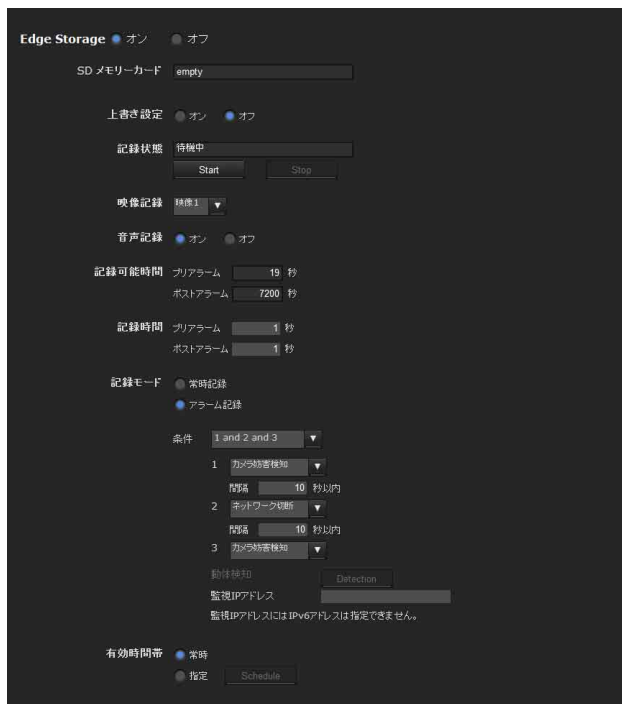 Edge Storage オン オフ
SD メモリーカード empty
上書き設定 オン オフ
記録状態 待機中
Start Stop
映像記録 映像1
音声記録 オン オフ
記録可能時間 プリアラーム 19 秒
ポストアラーム 7200 秒
記録時間 プリアラーム 1 秒
ポストアラーム 1 秒
記録モード 常時記録
アラーム記録
条件 1 and 2 and 3
1 カメラ妨害検知
間隔 10 秒以内
2 ネットワーク切断
間隔 10 秒以内
3 カメラ妨害検知
動体検知 Detection
監視IPアドレス
監視IPアドレスにはIPv6アドレスは指定できません。
有効時間帯 常時
指定 Schedule